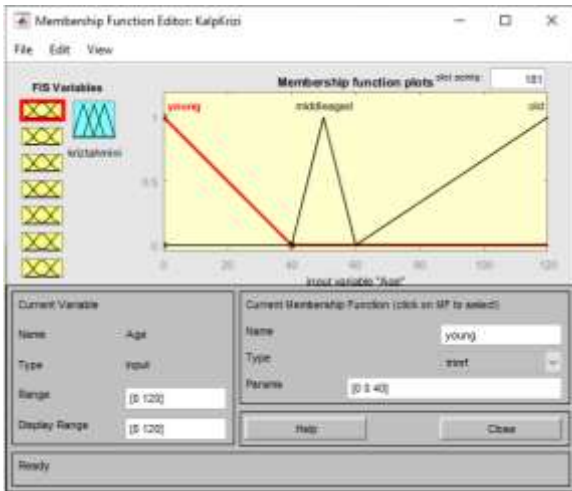 Membership Function Editor: KalpKrizi
File Edit View
FIS Variables
Membership function plots
plot points:
181
young
middleaged
old
kriztahmini
1
0.5
0
0 20 40 60 80 100 120
input variable "Age"
Current Variable
Name Age
Type input
Range [0 120]
Display Range [0 120]
Current Membership Function (click on MF to select)
Name young
Type trimf
Params [0 0 40]
Help Close
Ready